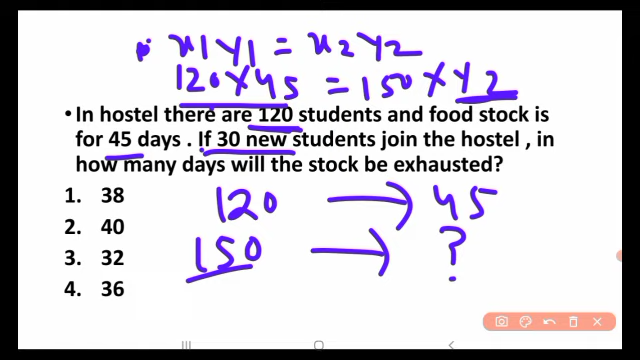 x1y1 = x2y2
120×45 = 150×y2
• In hostel there are 120 students and food stock is
for 45 days . If 30 new students join the hostel , in
how many days will the stock be exhausted?
1. 38
2. 40
3. 32
4. 36
120 → 45
150 → ?